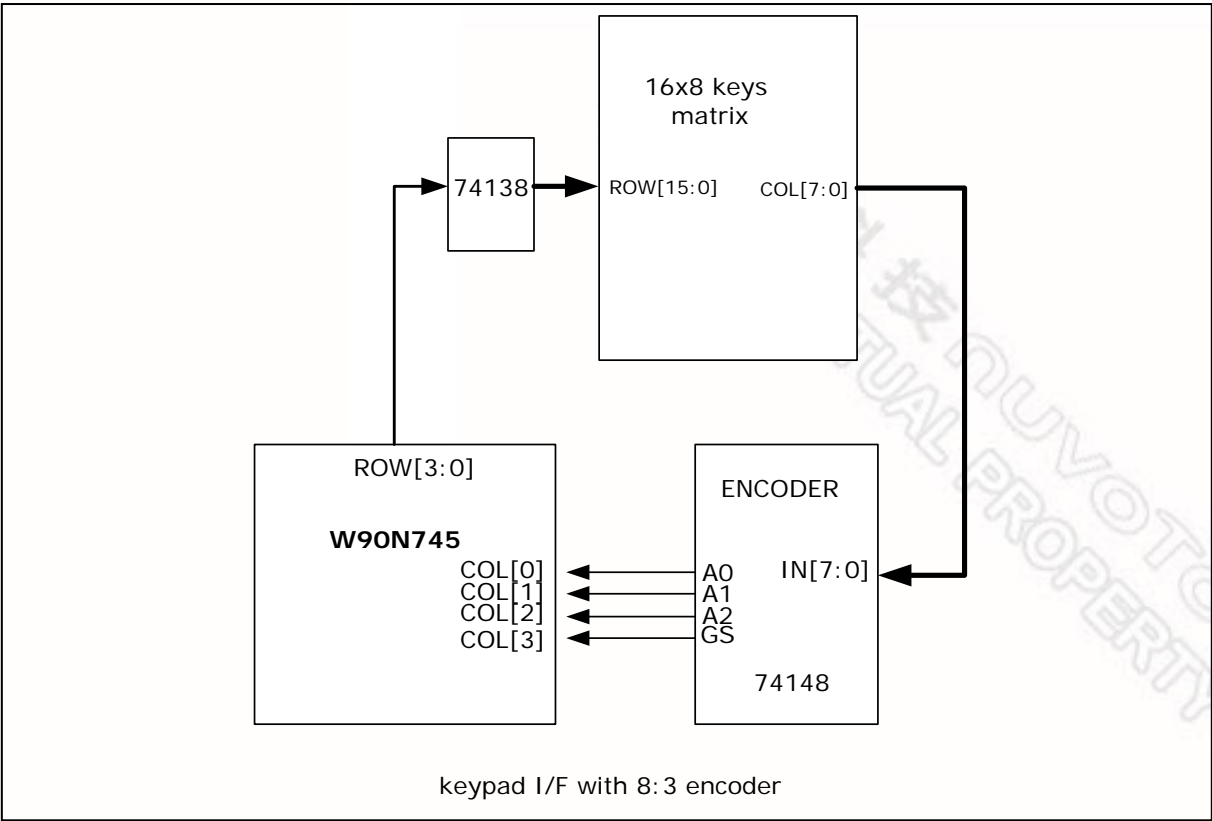 16x8 keys
matrix
74138
ROW[15:0]
COL[7:0]
ROW[3:0]
W90N745
COL[0]
COL[1]
COL[2]
COL[3]
ENCODER
IN[7:0]
A0
A1
A2
GS
74148
keypad I/F with 8:3 encoder